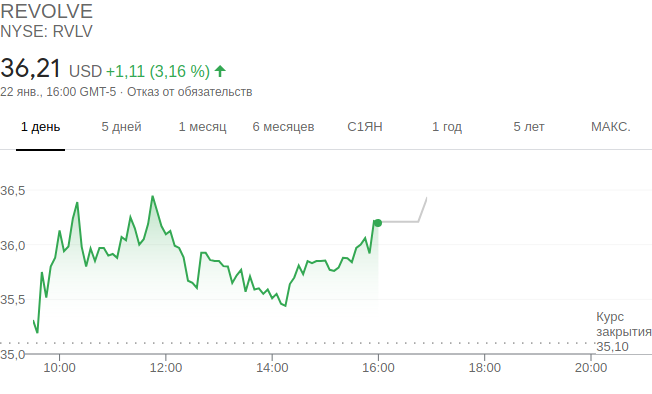 REVOLVE
NYSE: RVLV
36,21 USD +1,11 (3,16 %)
22 янв., 16:00 GMT-5 · Отказ от обязательств
1 день 5 дней 1 месяц 6 месяцев С1ЯН 1 год 5 лет МАКС.
36,5
36,0
35,5
Курс
закрытия
35,10
35,0
10:00 12:00 14:00 16:00 18:00 20:00